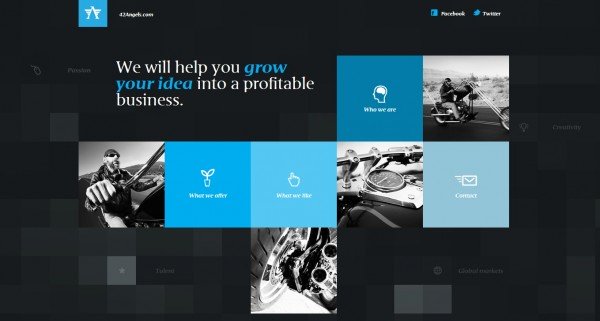 42Angels.com
Facebook
Twitter
We will help you grow
your idea into a profitable
business.
Passion
Who we are
Creativity
What we offer
What we like
Contact
Talent
Global markets